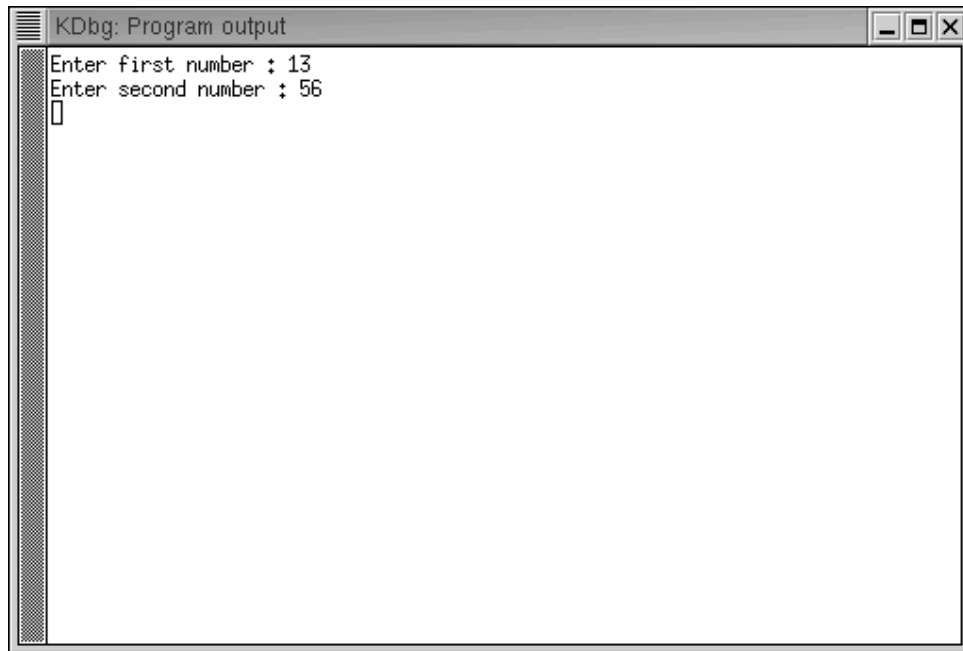 KDbg: Program output
Enter first number : 13
Enter second number : 56